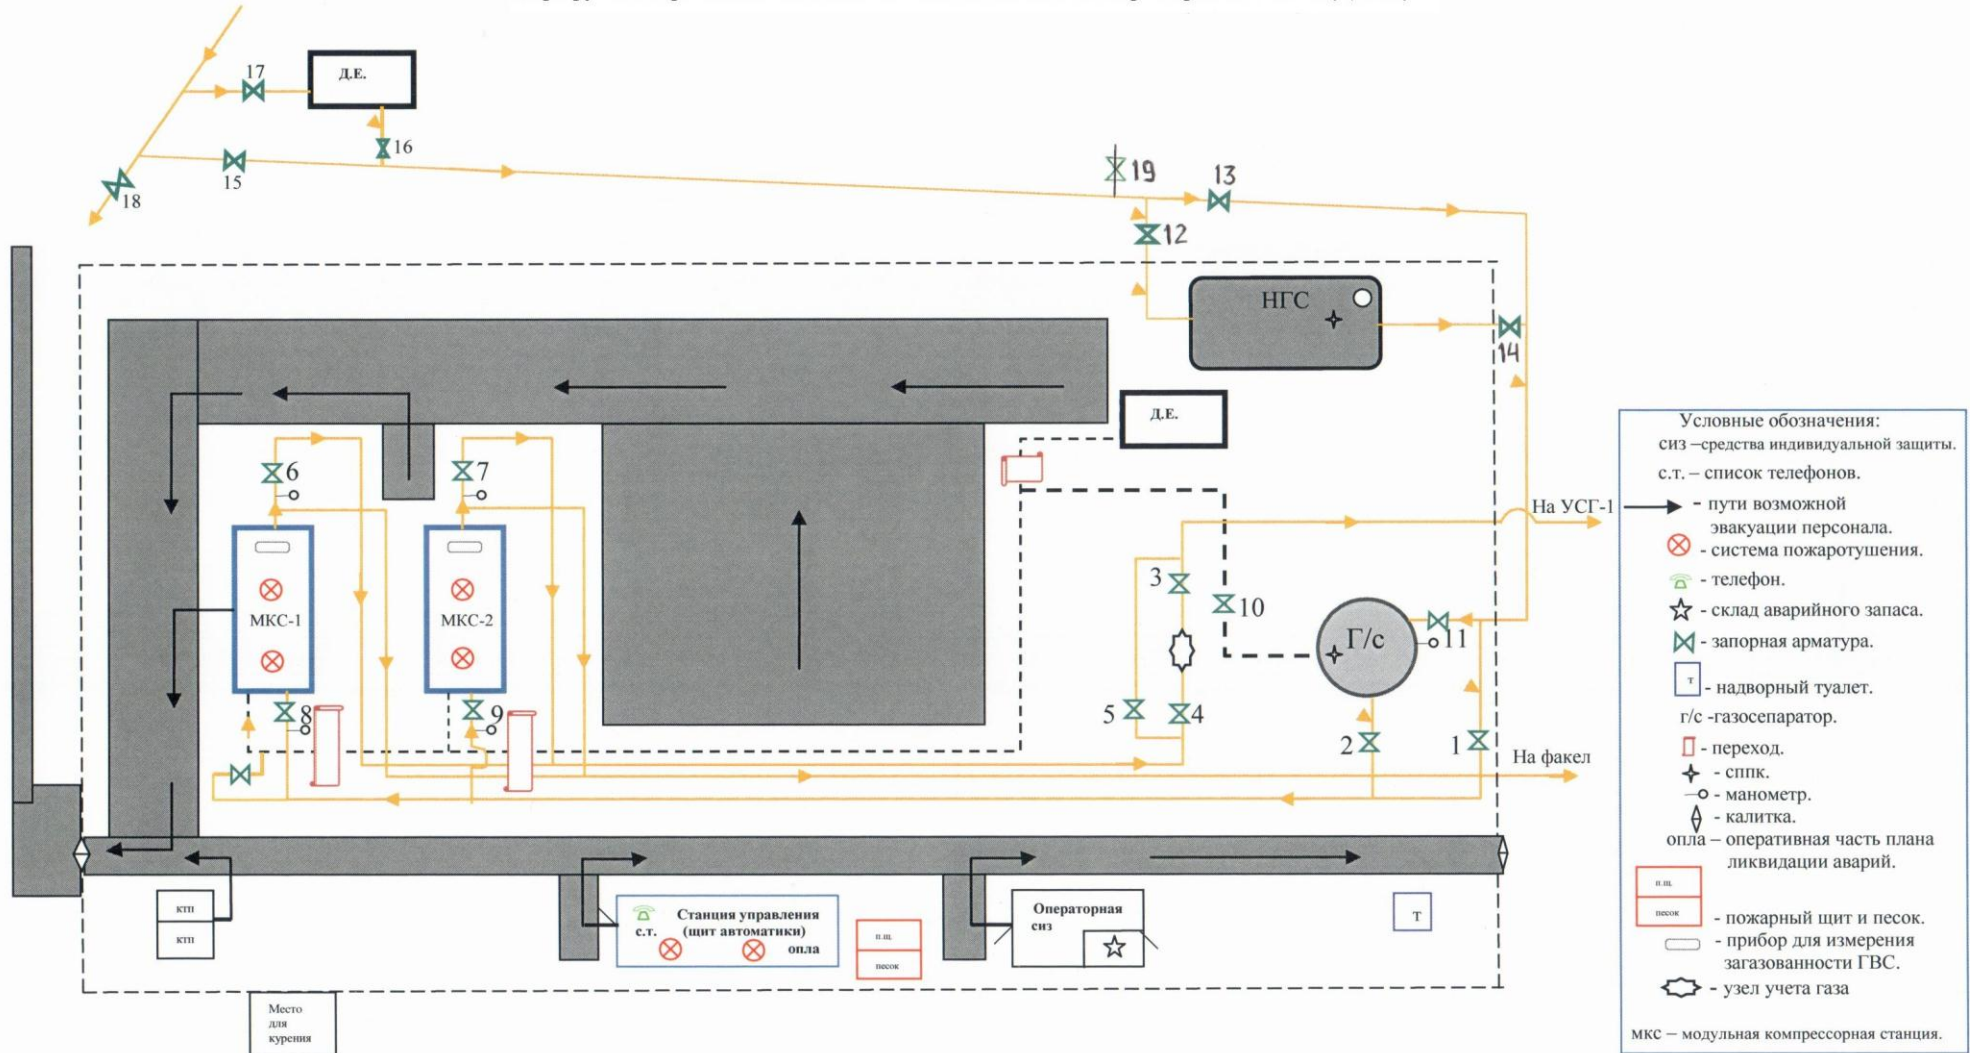 17
Д.Е.
16
15
18
19
13
12
НГС
14
Д.Е.
6
7
На УСГ-1
3
10
Г/с
11
МКС-1
МКС-2
8
9
5
4
2
1
На факел
КТП
КТП
Станция управления
с.т. (щит автоматики)
опла
п.щ.
песок
Операторная
сиз
Т
Место
для
курения
Условные обозначения:
сиз –средства индивидуальной защиты.
с.т. – список телефонов.
- пути возможной
эвакуации персонала.
- система пожаротушения.
- телефон.
- склад аварийного запаса.
- запорная арматура.
т
- надворный туалет.
г/с -газосепаратор.
- переход.
- сппк.
- манометр.
- калитка.
опла – оперативная часть плана
ликвидации аварий.
п.щ.
песок
- пожарный щит и песок.
- прибор для измерения
загазованности ГВС.
- узел учета газа
мкс – модульная компрессорная станция.